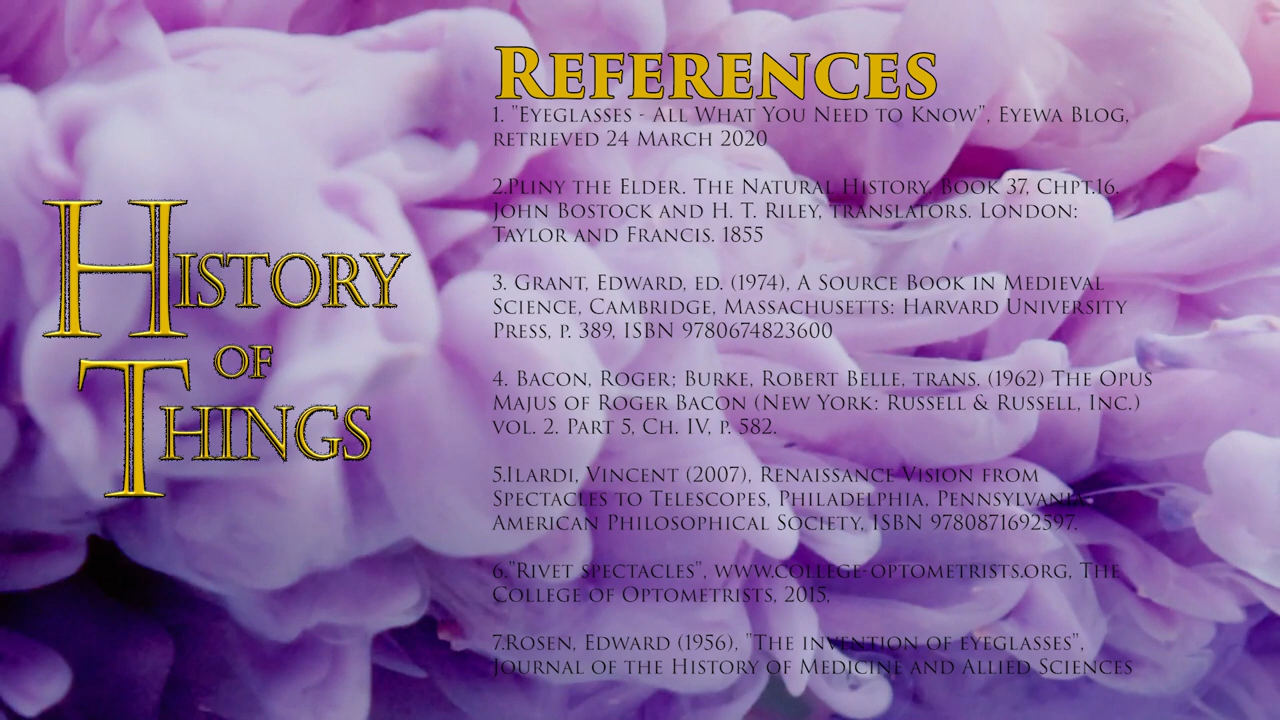 History
of
Things
References
1. "Eyeglasses - All What You Need to Know", Eyewa Blog,
retrieved 24 March 2020
2.Pliny the Elder. The Natural History, Book 37, Chpt.16.
John Bostock and H. T. Riley, translators. London:
Taylor and Francis. 1855
3. Grant, Edward, ed. (1974), A Source Book in Medieval
Science, Cambridge, Massachusetts: Harvard University
Press, p. 389, ISBN 9780674823600
4. Bacon, Roger; Burke, Robert Belle, trans. (1962) The Opus
Majus of Roger Bacon (New York: Russell & Russell, Inc.)
vol. 2. Part 5, Ch. IV, p. 582.
5.Ilardi, Vincent (2007), Renaissance Vision from
Spectacles to Telescopes, Philadelphia, Pennsylvania:
American Philosophical Society, ISBN 9780871692597.
6."Rivet spectacles", www.college-optometrists.org, The
College of Optometrists, 2015,
7.Rosen, Edward (1956), "The invention of eyeglasses",
Journal of the History of Medicine and Allied Sciences